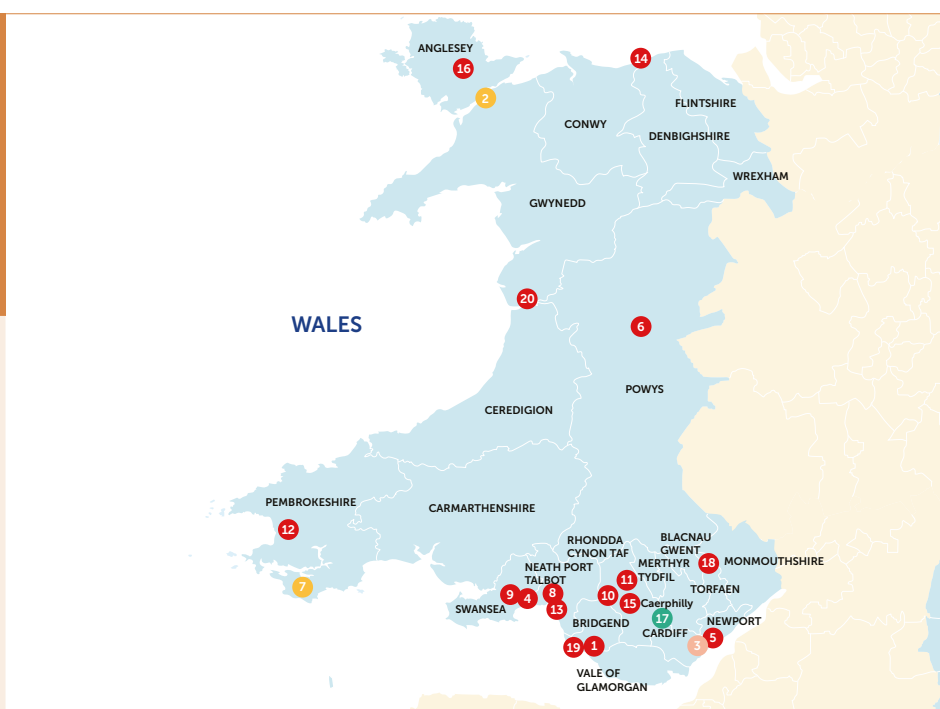 ANGLESEY
16
14
2
FLINTSHIRE
CONWY
DENBIGHSHIRE
WREXHAM
GWYNEDD
20
WALES
6
POWYS
CEREDIGION
PEMBROKESHIRE
CARMARTHENSHIRE
12
RHONDDA
CYNON TAF
BLACNAU
GWENT
MERTHYR
TYDFIL
18
MONMOUTHSHIRE
NEATH PORT
TALBOT
11
TORFAEN
7
9
4
8
10
15
Caerphilly
SWANSEA
13
BRIDGEND
17
NEWPORT
CARDIFF
5
19
1
3
VALE OF
GLAMORGAN